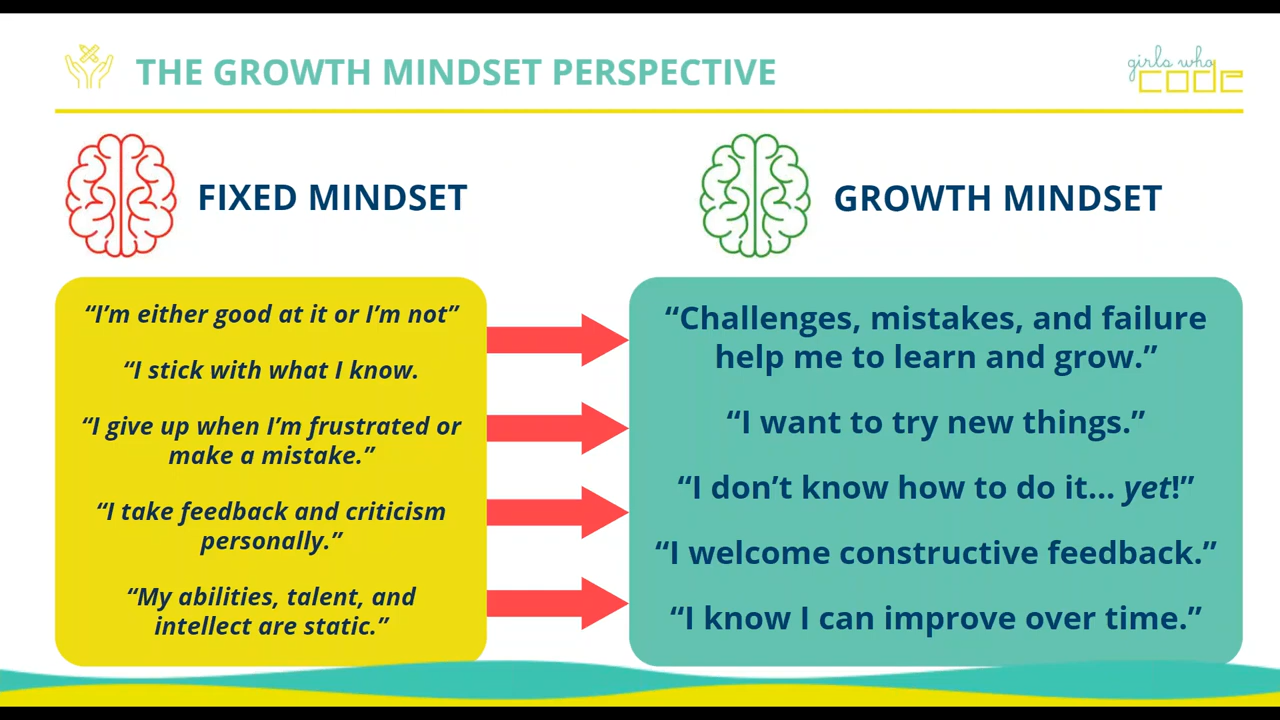 THE GROWTH MINDSET PERSPECTIVE
girls who
code
FIXED MINDSET
“I’m either good at it or I’m not”
“I stick with what I know.
“I give up when I’m frustrated or
make a mistake.”
“I take feedback and criticism
personally.”
“My abilities, talent, and
intellect are static.”
GROWTH MINDSET
“Challenges, mistakes, and failure
help me to learn and grow.”
“I want to try new things.”
“I don’t know how to do it... yet!”
“I welcome constructive feedback.”
“I know I can improve over time.”